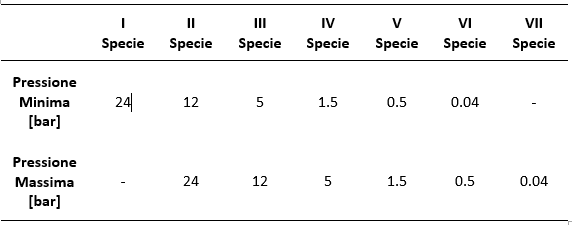 I II III IV V VI VII
Specie Specie Specie Specie Specie Specie Specie
Pressione
Minima 24 12 5 1.5 0.5 0.04 -
[bar]
Pressione
Massima - 24 12 5 1.5 0.5 0.04
[bar]